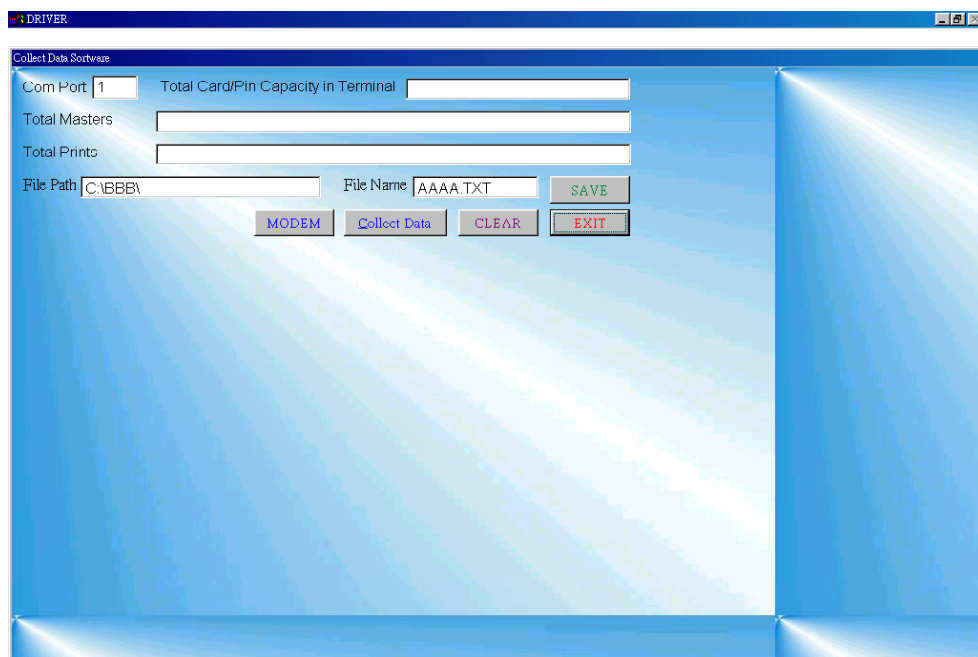 DRIVER
Collect Data Sortware
Com Port 1 Total Card/Pin Capacity in Terminal
Total Masters
Total Prints
File Path C:\BBB\ File Name AAAA.TXT SAVE
MODEM Collect Data CLEAR EXIT